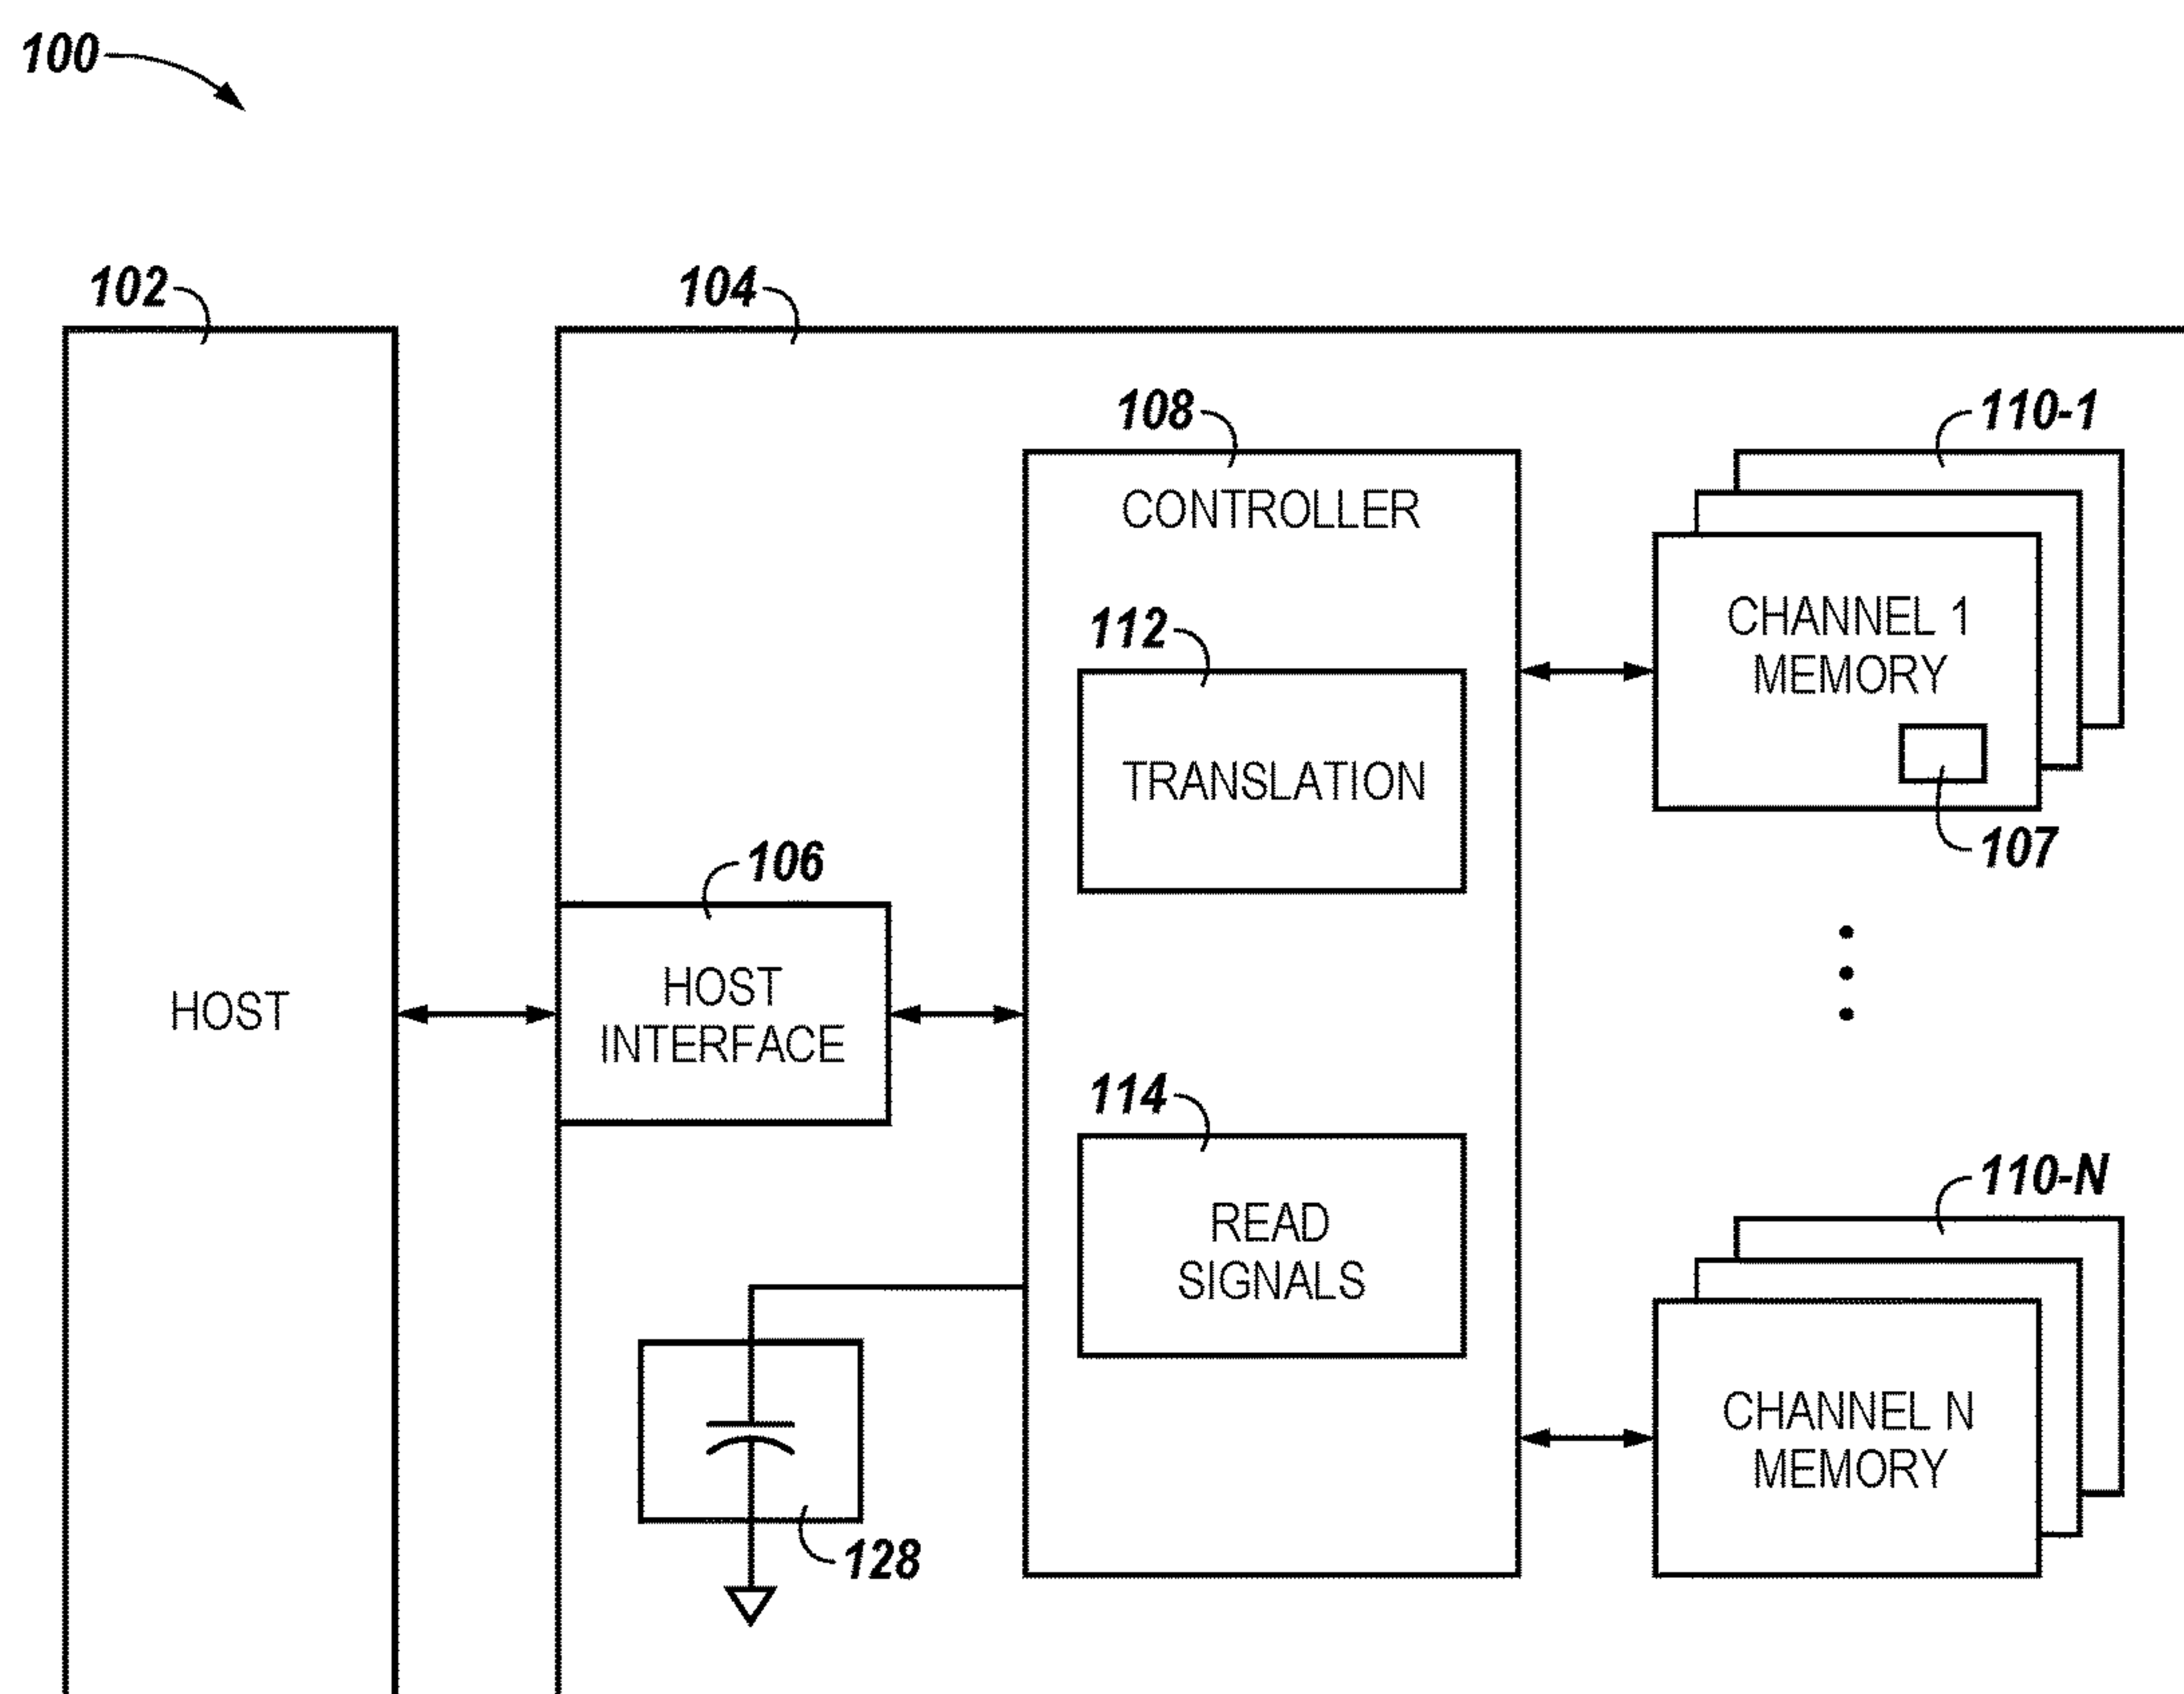 100
102
104
108
110-1
CONTROLLER
112
CHANNEL 1
MEMORY
TRANSLATION
107
106
HOST
INTERFACE
HOST
114
READ
SIGNALS
110-N
CHANNEL N
MEMORY
128